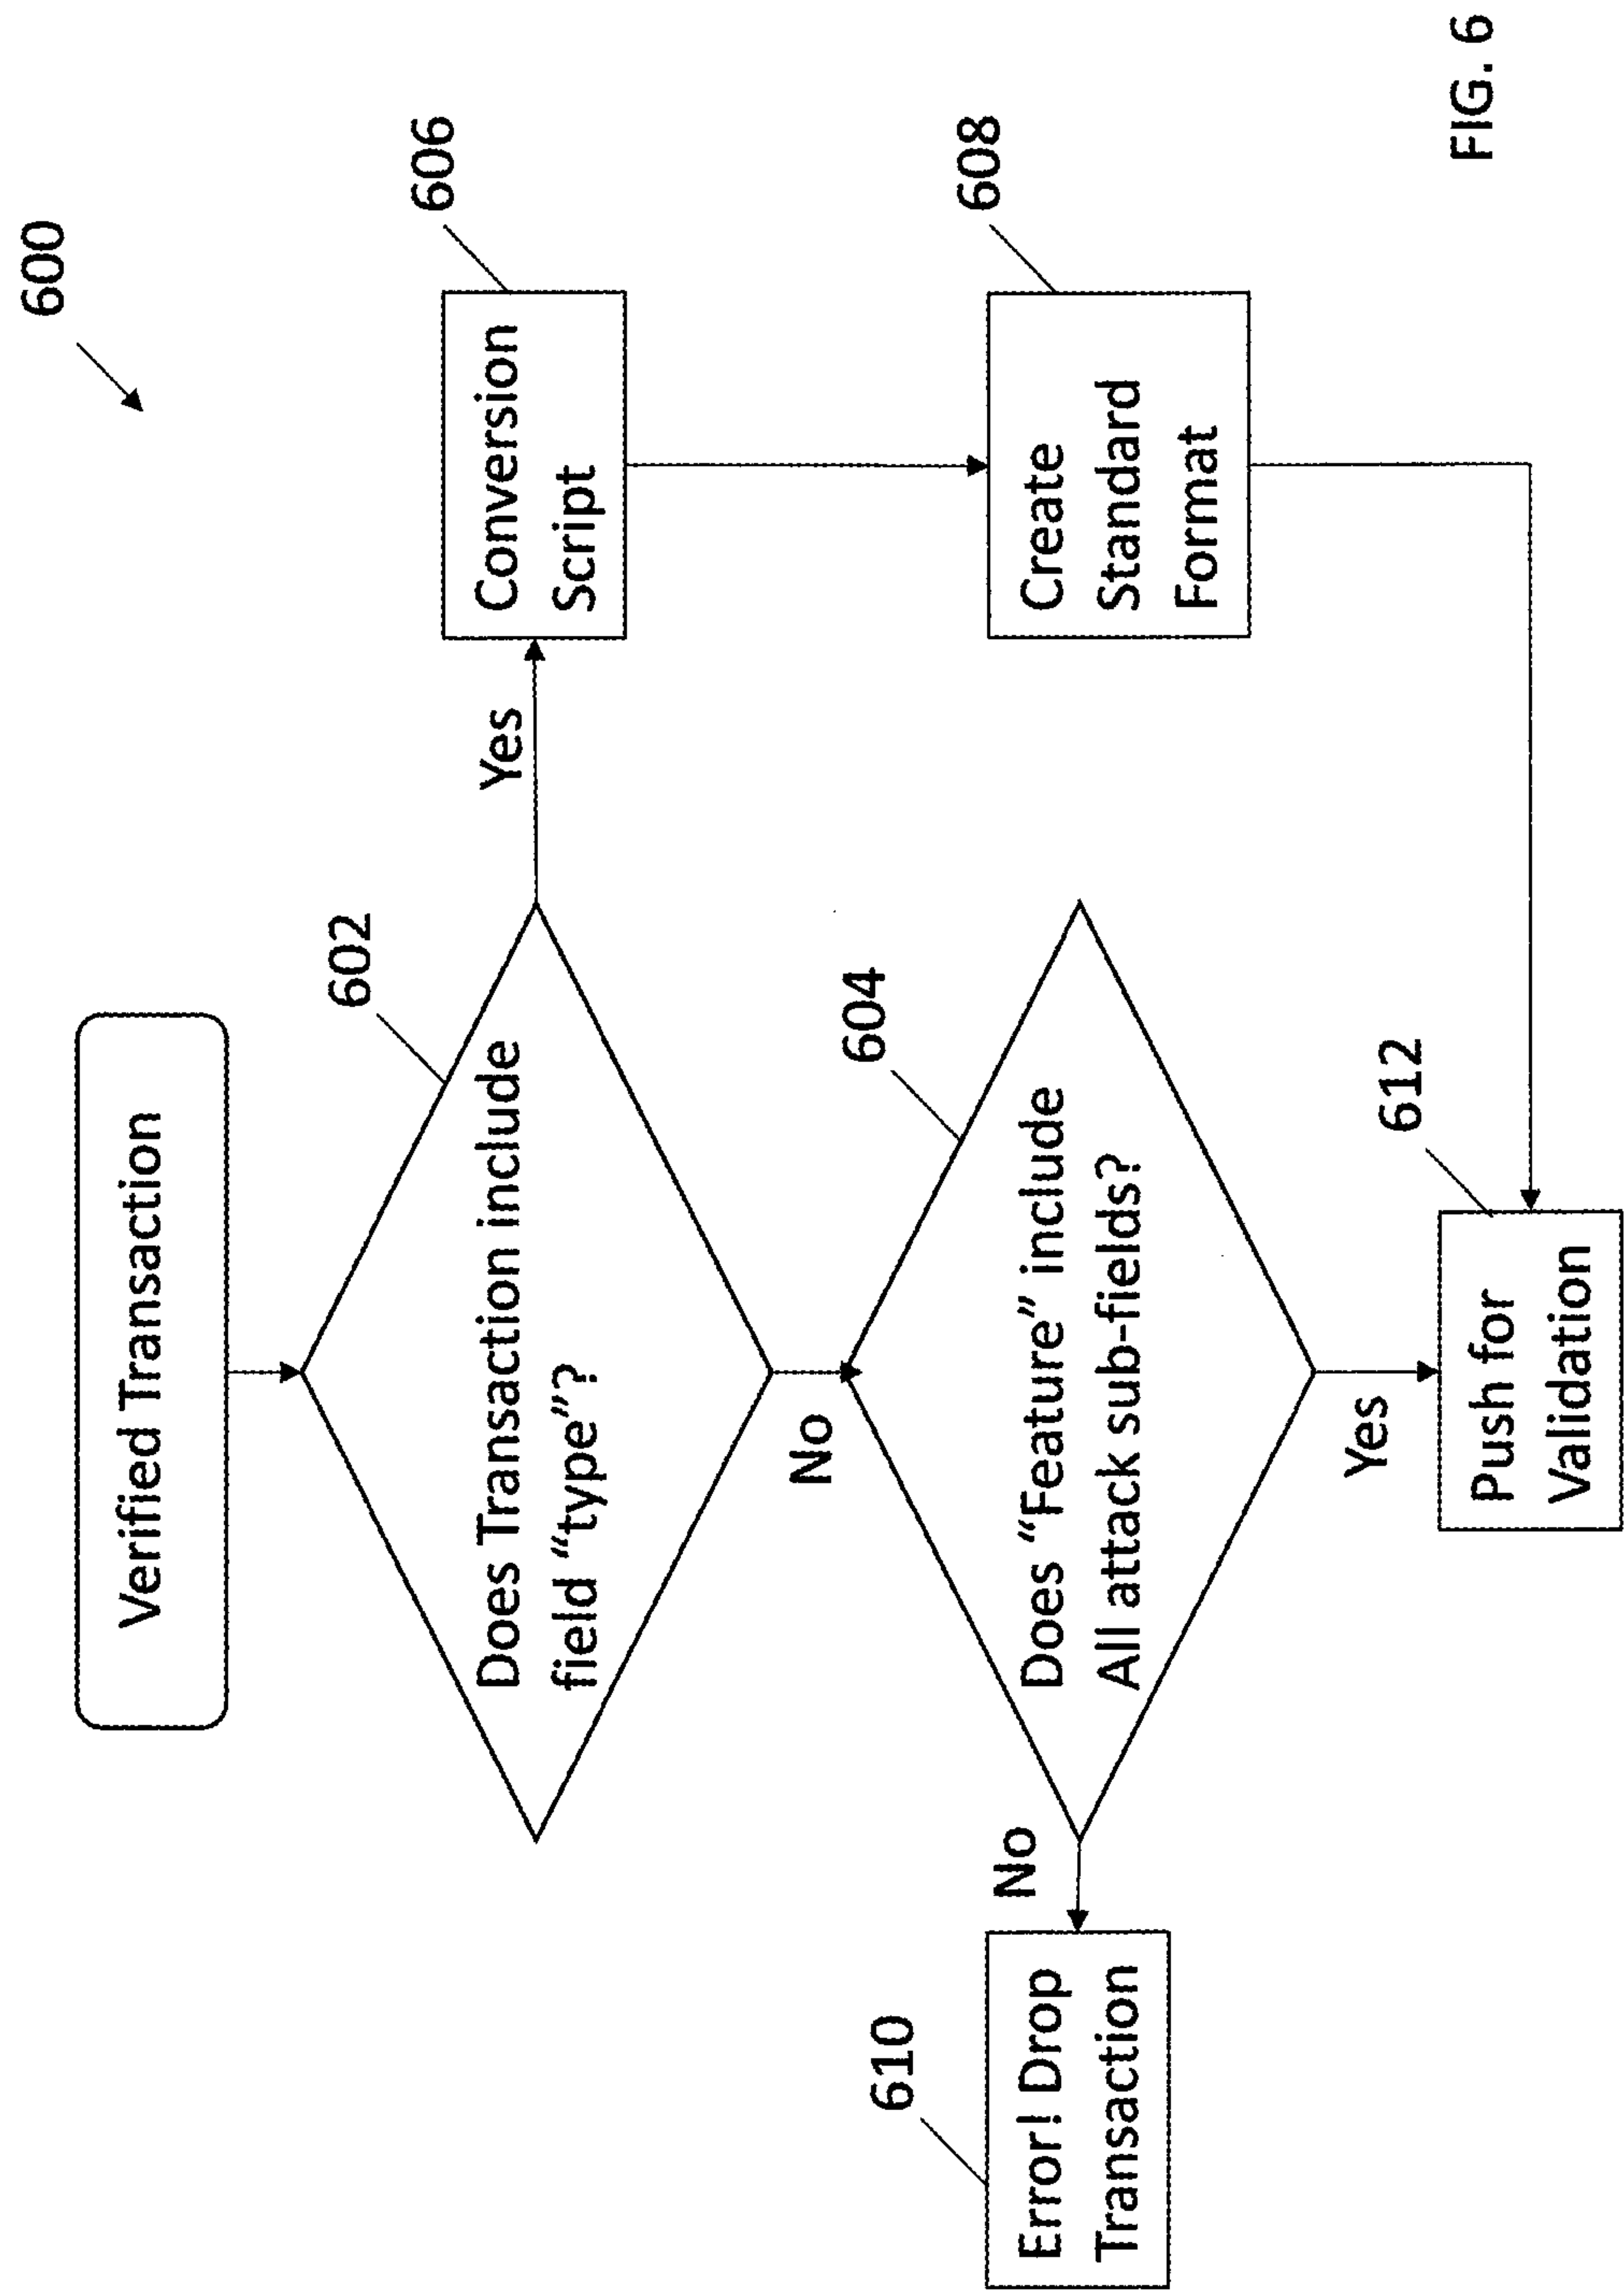 600
Verified Transaction
602
Does Transaction include
field “type”?
Yes
606
Conversion
Script
No
604
Does “Feature” include
All attack sub-fields?
608
Create
Standard
Format
No
610
Error! Drop
Transaction
Yes
612
Push for
Validation
FIG. 6